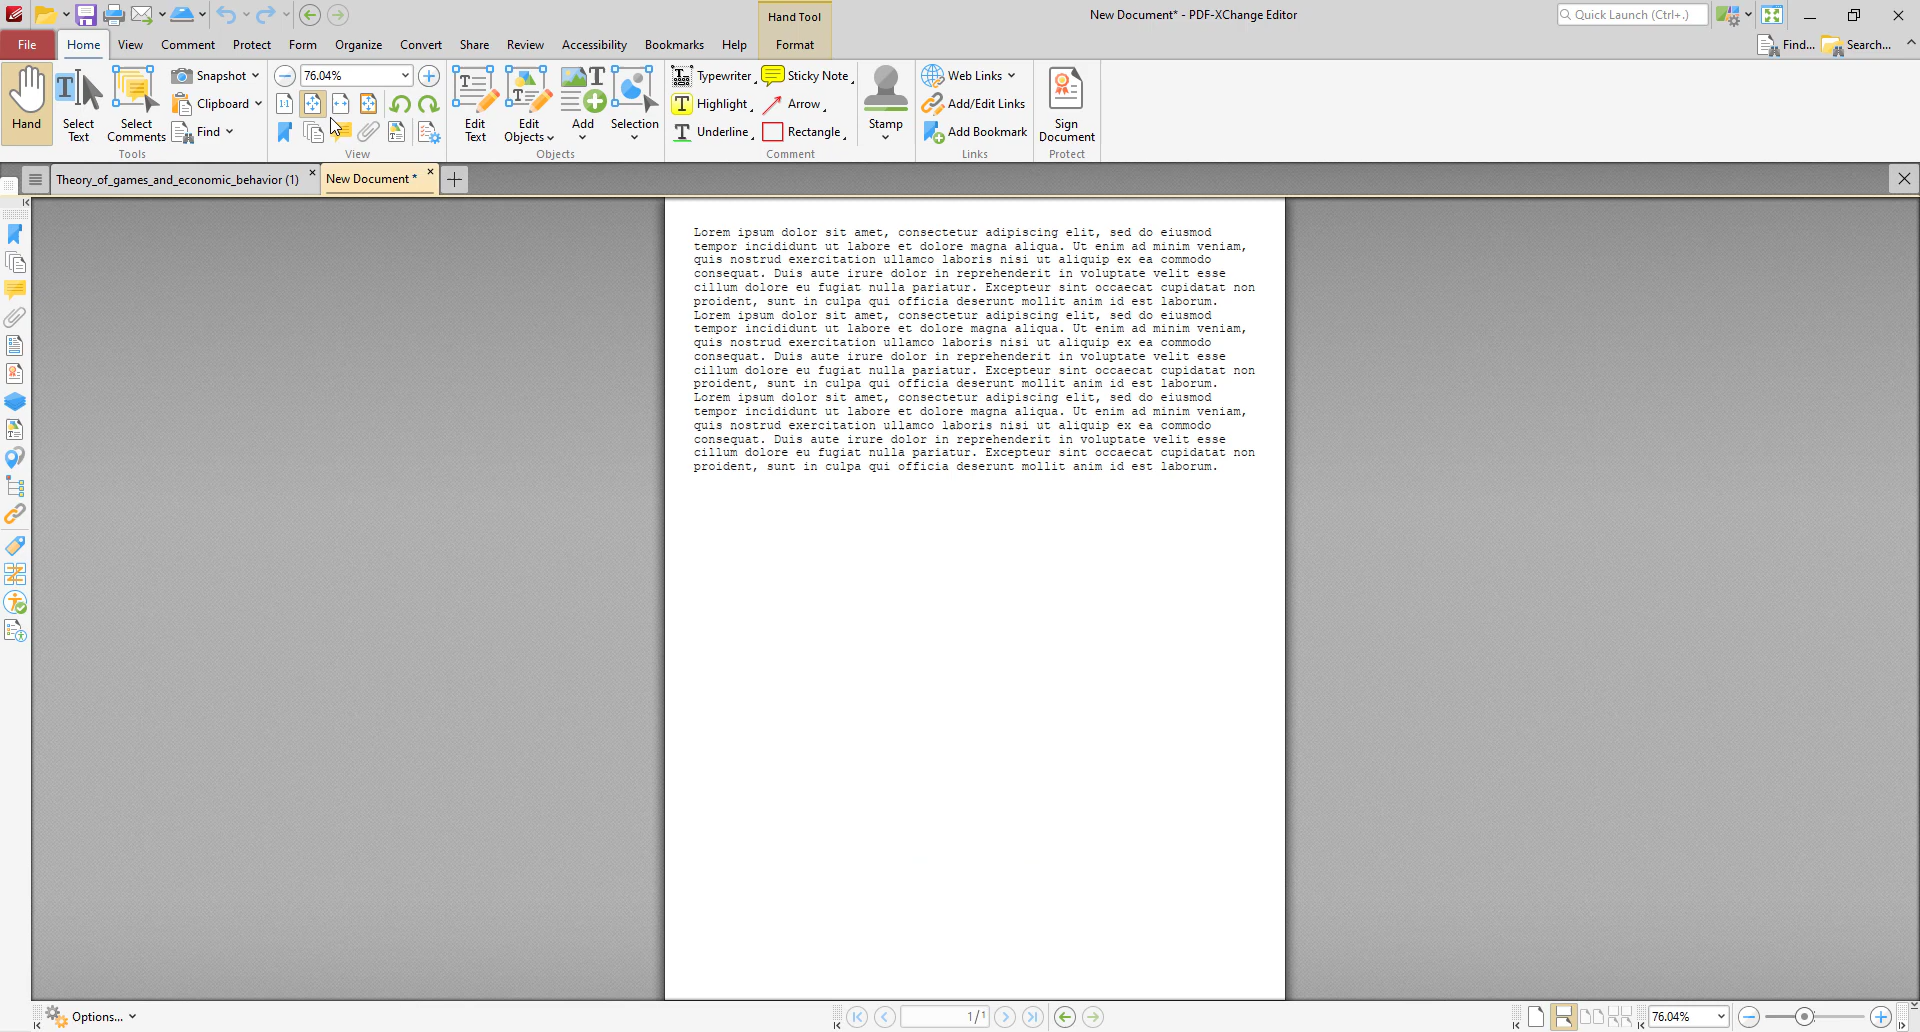 Hand Tool
New Document* - PDF-XChange Editor
Quick Launch (Ctrl+.)
File Home View Comment Protect Form Organize Convert Share Review Accessibility Bookmarks Help Format
Find... Search...
Hand
Select Text
Select Comments
Snapshot
Clipboard
Find
Tools
76.04%
1:1
View
Edit Text
Edit Objects
Add
Selection
Objects
Typewriter Sticky Note
Highlight Arrow
Underline Rectangle
Stamp
Comment
Web Links
Add/Edit Links
Add Bookmark
Links
Sign Document
Protect
Theory_of_games_and_economic_behavior (1) New Document *
Lorem ipsum dolor sit amet, consectetur adipiscing elit, sed do eiusmod
tempor incididunt ut labore et dolore magna aliqua. Ut enim ad minim veniam,
quis nostrud exercitation ullamco laboris nisi ut aliquip ex ea commodo
consequat. Duis aute irure dolor in reprehenderit in voluptate velit esse
cillum dolore eu fugiat nulla pariatur. Excepteur sint occaecat cupidatat non
proident, sunt in culpa qui officia deserunt mollit anim id est laborum.
Lorem ipsum dolor sit amet, consectetur adipiscing elit, sed do eiusmod
tempor incididunt ut labore et dolore magna aliqua. Ut enim ad minim veniam,
quis nostrud exercitation ullamco laboris nisi ut aliquip ex ea commodo
consequat. Duis aute irure dolor in reprehenderit in voluptate velit esse
cillum dolore eu fugiat nulla pariatur. Excepteur sint occaecat cupidatat non
proident, sunt in culpa qui officia deserunt mollit anim id est laborum.
Lorem ipsum dolor sit amet, consectetur adipiscing elit, sed do eiusmod
tempor incididunt ut labore et dolore magna aliqua. Ut enim ad minim veniam,
quis nostrud exercitation ullamco laboris nisi ut aliquip ex ea commodo
consequat. Duis aute irure dolor in reprehenderit in voluptate velit esse
cillum dolore eu fugiat nulla pariatur. Excepteur sint occaecat cupidatat non
proident, sunt in culpa qui officia deserunt mollit anim id est laborum.
Options...
1/1
76.04%